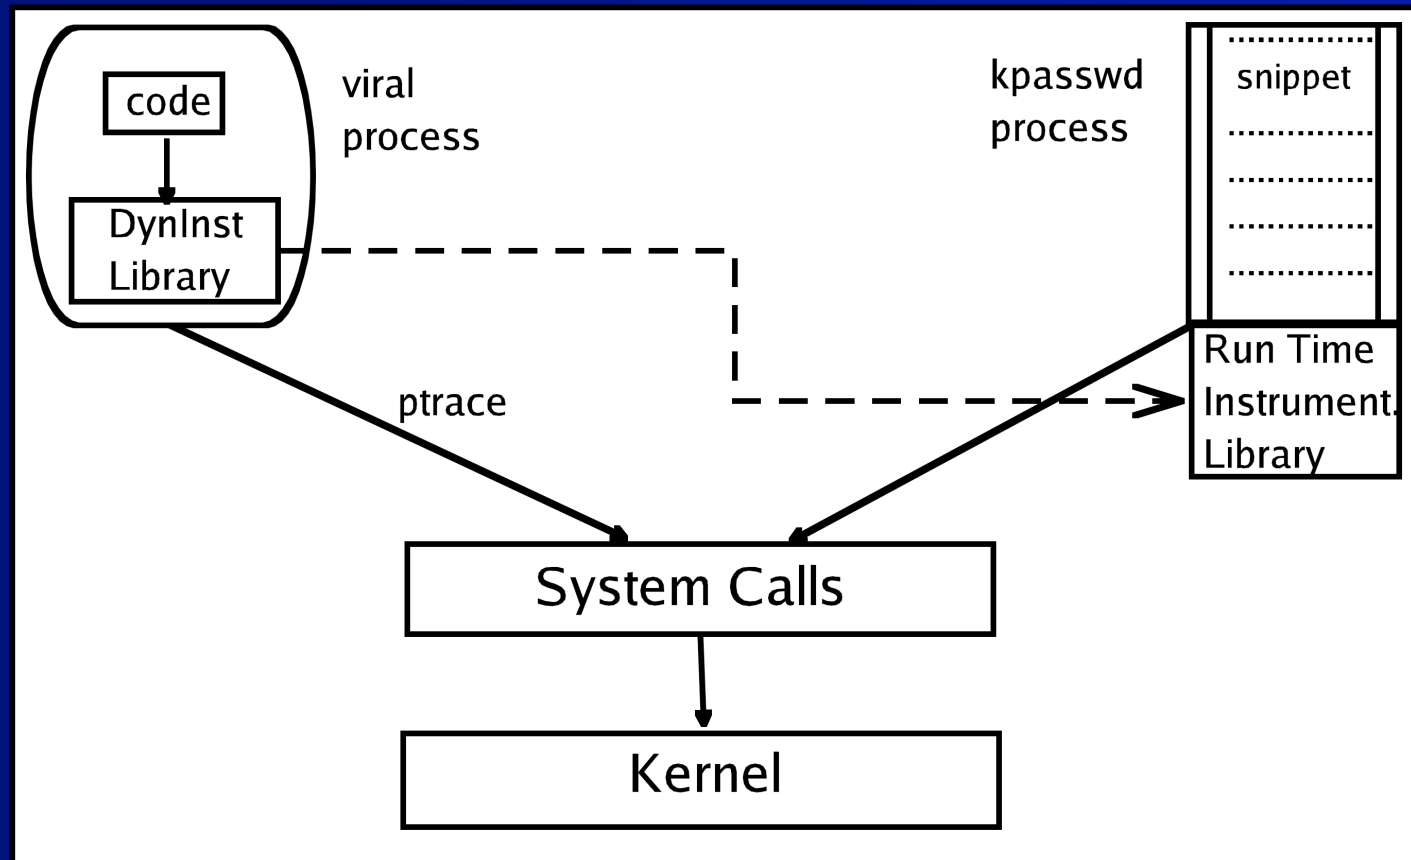 code
DynInst
Library
viral
process
kpasswd
process
snippet
Run Time
Instrument.
Library
ptrace
System Calls
Kernel